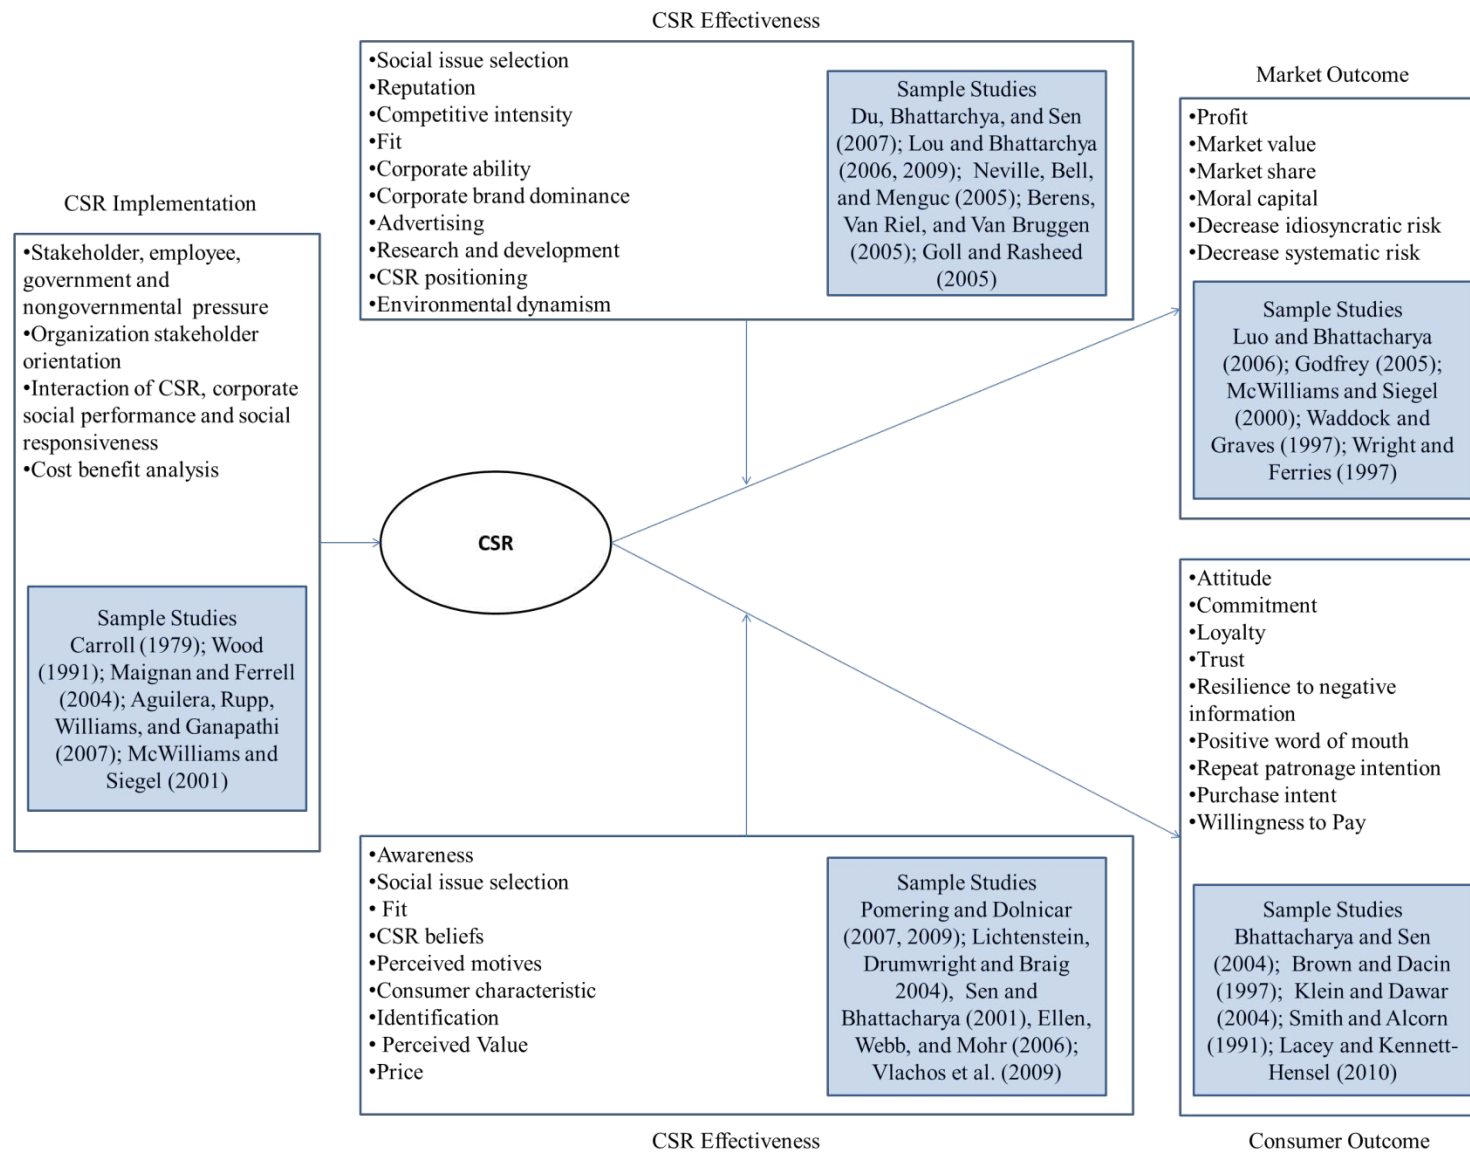 CSR Effectiveness
•Social issue selection
•Reputation
•Competitive intensity
•Fit
•Corporate ability
•Corporate brand dominance
•Advertising
•Research and development
•CSR positioning
•Environmental dynamism
Sample Studies
Du, Bhattarchya, and Sen
(2007); Lou and Bhattarchya
(2006, 2009); Neville, Bell,
and Menguc (2005); Berens,
Van Riel, and Van Bruggen
(2005); Goll and Rasheed
(2005)
Market Outcome
•Profit
•Market value
•Market share
•Moral capital
•Decrease idiosyncratic risk
•Decrease systematic risk
Sample Studies
Luo and Bhattacharya
(2006); Godfrey (2005);
McWilliams and Siegel
(2000); Waddock and
Graves (1997); Wright and
Ferries (1997)
CSR Implementation
•Stakeholder, employee,
government and
nongovernmental pressure
•Organization stakeholder
orientation
•Interaction of CSR, corporate
social performance and social
responsiveness
•Cost benefit analysis
Sample Studies
Carroll (1979); Wood
(1991); Maignan and Ferrell
(2004); Aguilera, Rupp,
Williams, and Ganapathi
(2007); McWilliams and
Siegel (2001)
CSR
•Attitude
•Commitment
•Loyalty
•Trust
•Resilience to negative
information
•Positive word of mouth
•Repeat patronage intention
•Purchase intent
•Willingness to Pay
Sample Studies
Bhattacharya and Sen
(2004); Brown and Dacin
(1997); Klein and Dawar
(2004); Smith and Alcorn
(1991); Lacey and Kennett-
Hensel (2010)
Consumer Outcome
•Awareness
•Social issue selection
• Fit
•CSR beliefs
•Perceived motives
•Consumer characteristic
•Identification
• Perceived Value
•Price
Sample Studies
Pomering and Dolnicar
(2007, 2009); Lichtenstein,
Drumwright and Braig
2004), Sen and
Bhattacharya (2001), Ellen,
Webb, and Mohr (2006);
Vlachos et al. (2009)
CSR Effectiveness